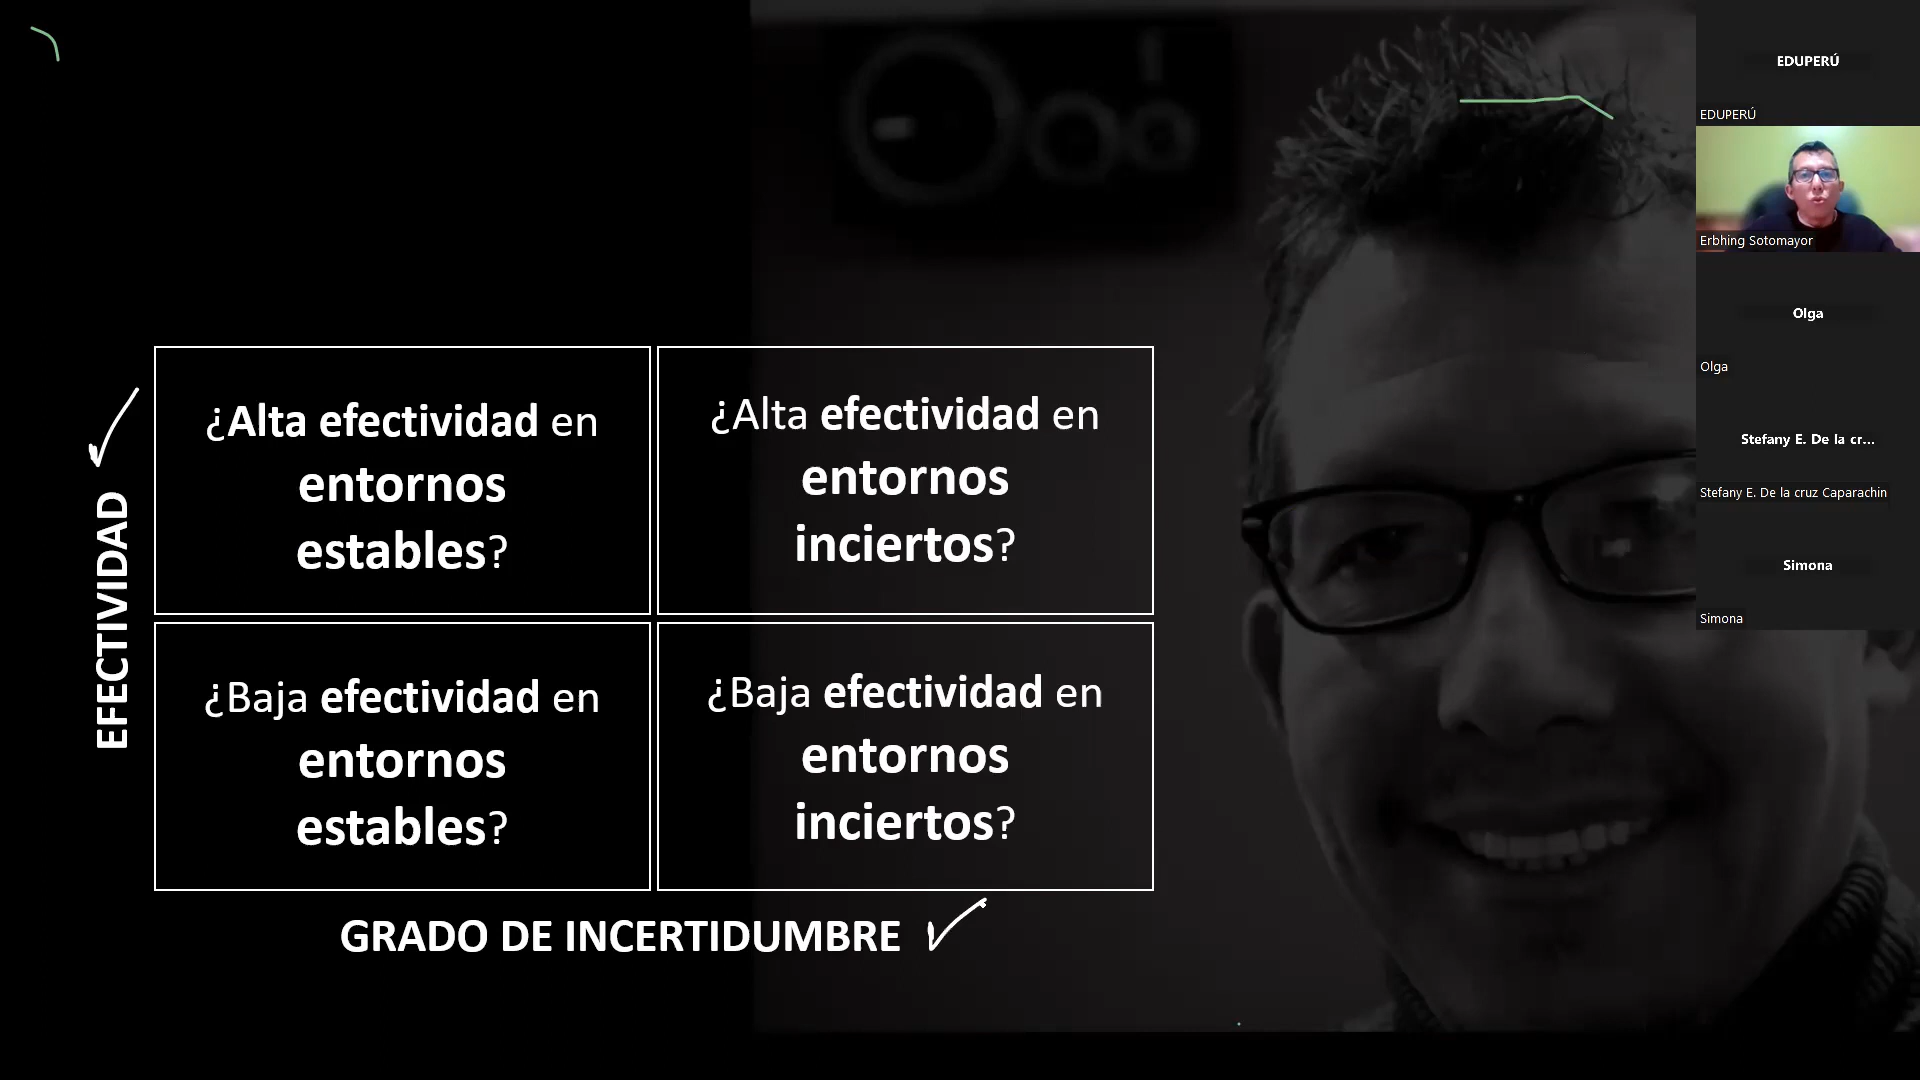 ¿Alta efectividad en
entornos
estables?
¿Alta efectividad en
entornos
inciertos?
EFECTIVIDAD
¿Baja efectividad en
entornos
estables?
¿Baja efectividad en
entornos
inciertos?
GRADO DE INCERTIDUMBRE
EDUPERÚ
EDUPERÚ
Erbhing Sotomayor
Olga
Olga
Stefany E. De la cr...
Stefany E. De la cruz Caparachin
Simona
Simona